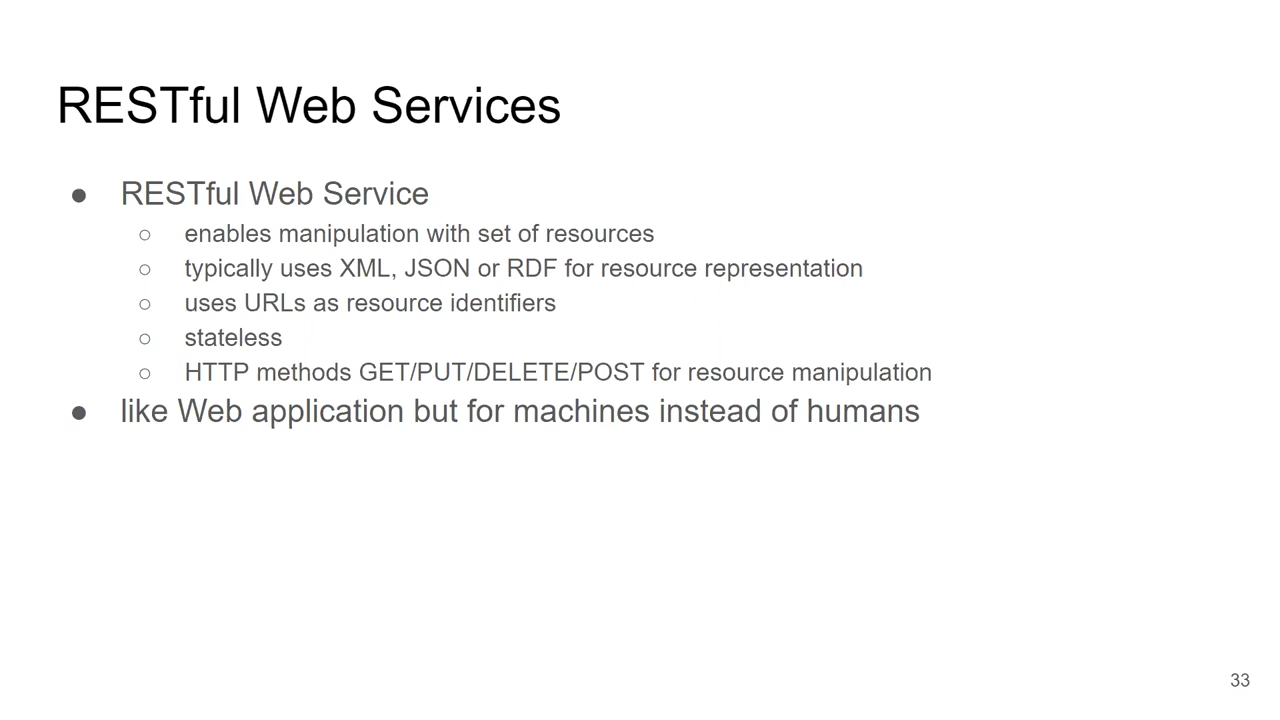 RESTful Web Services
● RESTful Web Service
○ enables manipulation with set of resources
○ typically uses XML, JSON or RDF for resource representation
○ uses URLs as resource identifiers
○ stateless
○ HTTP methods GET/PUT/DELETE/POST for resource manipulation
● like Web application but for machines instead of humans
33